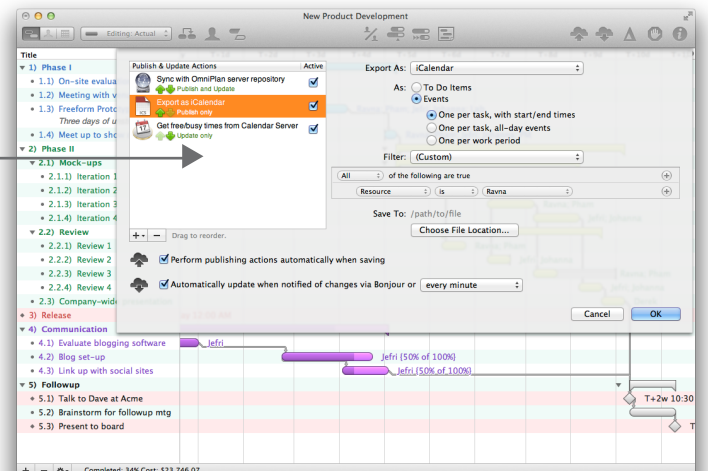 New Product Development
Editing: Actual
Title
1) Phase I
1.1) On-site evalua
1.2) Meeting with v
1.3) Freeform Proto
Three days of u
1.4) Meet up to show
2) Phase II
2.1) Mock-ups
2.1.1) Iteration 1
2.1.2) Iteration 2
2.1.3) Iteration 3
2.1.4) Iteration 4
2.2) Review
2.2.1) Review 1
2.2.2) Review 2
2.2.3) Review 3
2.2.4) Review 4
2.3) Company-wide
3) Release
4) Communication
4.1) Evaluate blogging software
Jefri
4.2) Blog set-up
Jefri {50% of 100%}
4.3) Link up with social sites
Jefri {50% of 100%}
5) Followup
5.1) Talk to Dave at Acme
T+2w 10:30
5.2) Brainstorm for followup mtg
5.3) Present to board
T
Completed: 34% Cost: $23,746.07
Publish & Update Actions Active
Sync with OmniPlan server repository
Publish and Update
Export as iCalendar
Publish only
17
Get free/busy times from Calendar Server
Update only
Drag to reorder.
Export As: iCalendar
As: To Do Items
Events
One per task, with start/end times
One per task, all-day events
One per work period
Filter: (Custom)
All of the following are true
Resource is Ravna
Save To: /path/to/file
Choose File Location...
Perform publishing actions automatically when saving
Automatically update when notified of changes via Bonjour or every minute
Cancel OK